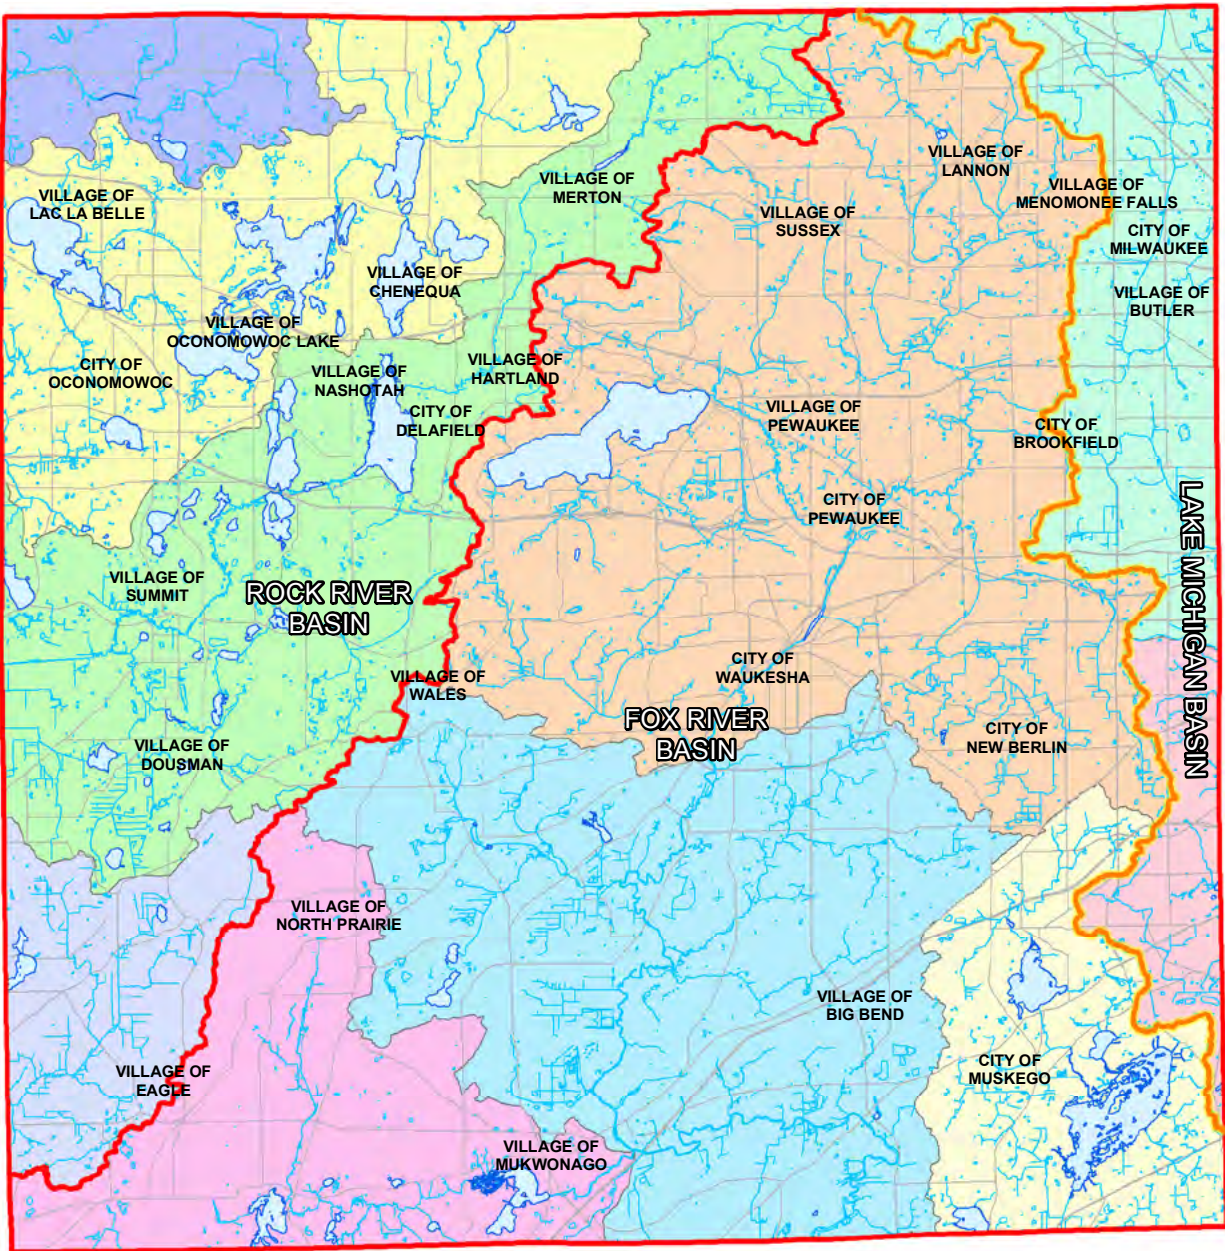 VILLAGE OF
LANNON
VILLAGE OF
MERTON
VILLAGE OF
MENOMONEE FALLS
VILLAGE OF
LAC LA BELLE
VILLAGE OF
SUSSEX
CITY OF
MILWAUKEE
VILLAGE OF
CHENEQUA
VILLAGE OF
BUTLER
VILLAGE OF
OCONOMOWOC LAKE
CITY OF
OCONOMOWOC
VILLAGE OF
NASHOTAH
VILLAGE OF
HARTLAND
CITY OF
DELAFIELD
VILLAGE OF
PEWAUKEE
CITY OF
BROOKFIELD
CITY OF
PEWAUKEE
LAKE MICHIGAN BASIN
VILLAGE OF
SUMMIT
ROCK RIVER
BASIN
VILLAGE OF
WALES
CITY OF
WAUKESHA
FOX RIVER
BASIN
CITY OF
NEW BERLIN
VILLAGE OF
DOUSMAN
VILLAGE OF
NORTH PRAIRIE
VILLAGE OF
BIG BEND
VILLAGE OF
EAGLE
CITY OF
MUSKEGO
VILLAGE OF
MUKWONAGO